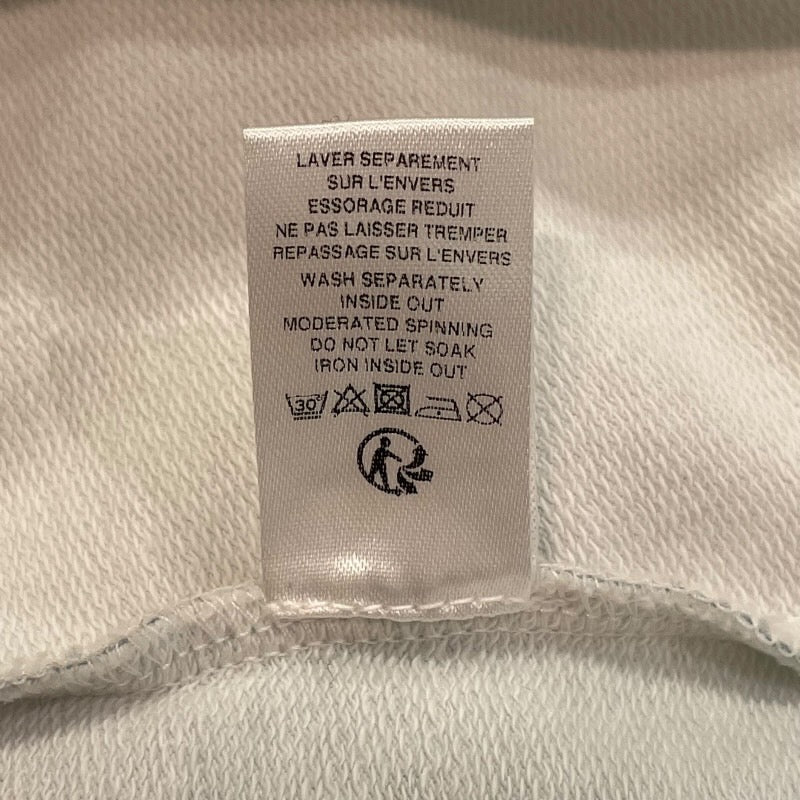 LAVER SEPAREMENT
SUR L'ENVERS
ESSORAGE REDUIT
NE PAS LAISSER TREMPER
REPASSAGE SUR L'ENVERS
WASH SEPARATELY
INSIDE OUT
MODERATED SPINNING
DO NOT LET SOAK
IRON INSIDE OUT
30°